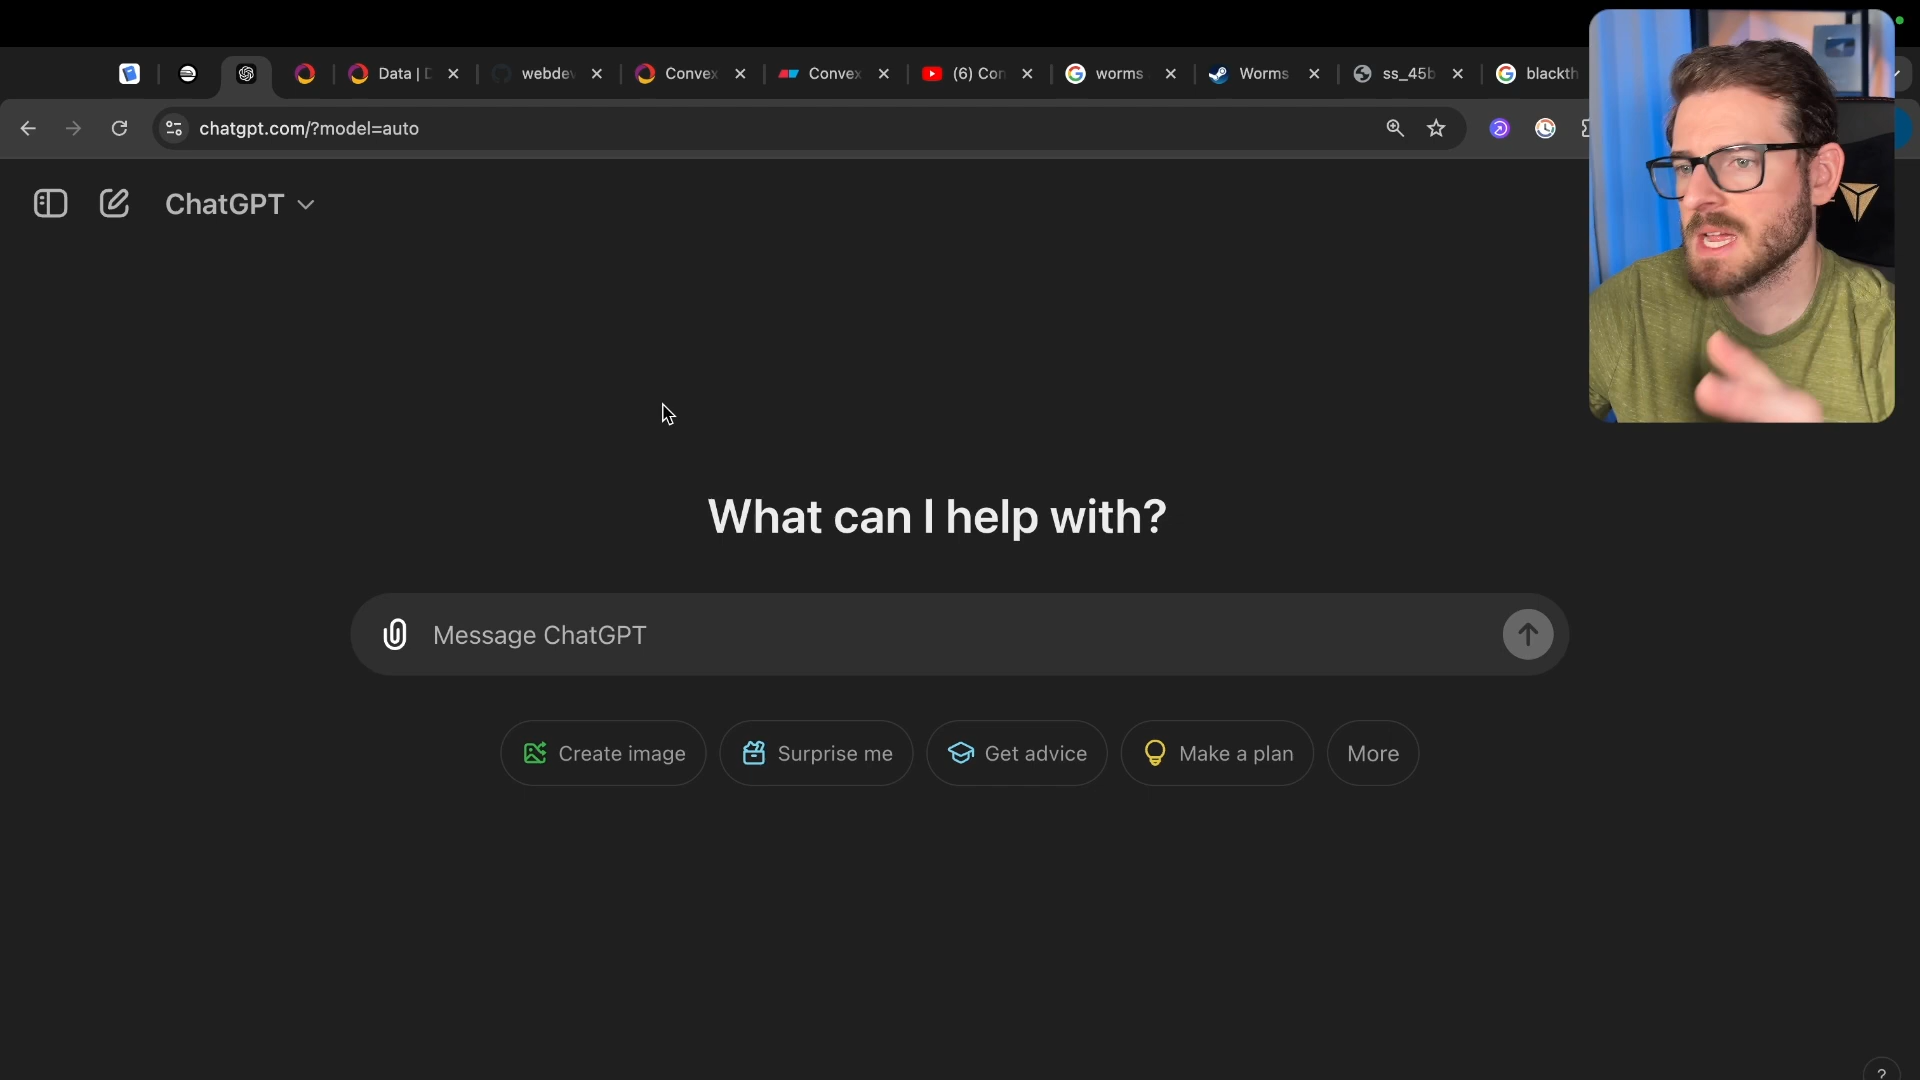 Data | D
webdev
Convex
Convex
(6) Con
worms
Worms
ss_45b
blackth
chatgpt.com/?model=auto
ChatGPT
What can I help with?
Message ChatGPT
Create image
Surprise me
Get advice
Make a plan
More
?